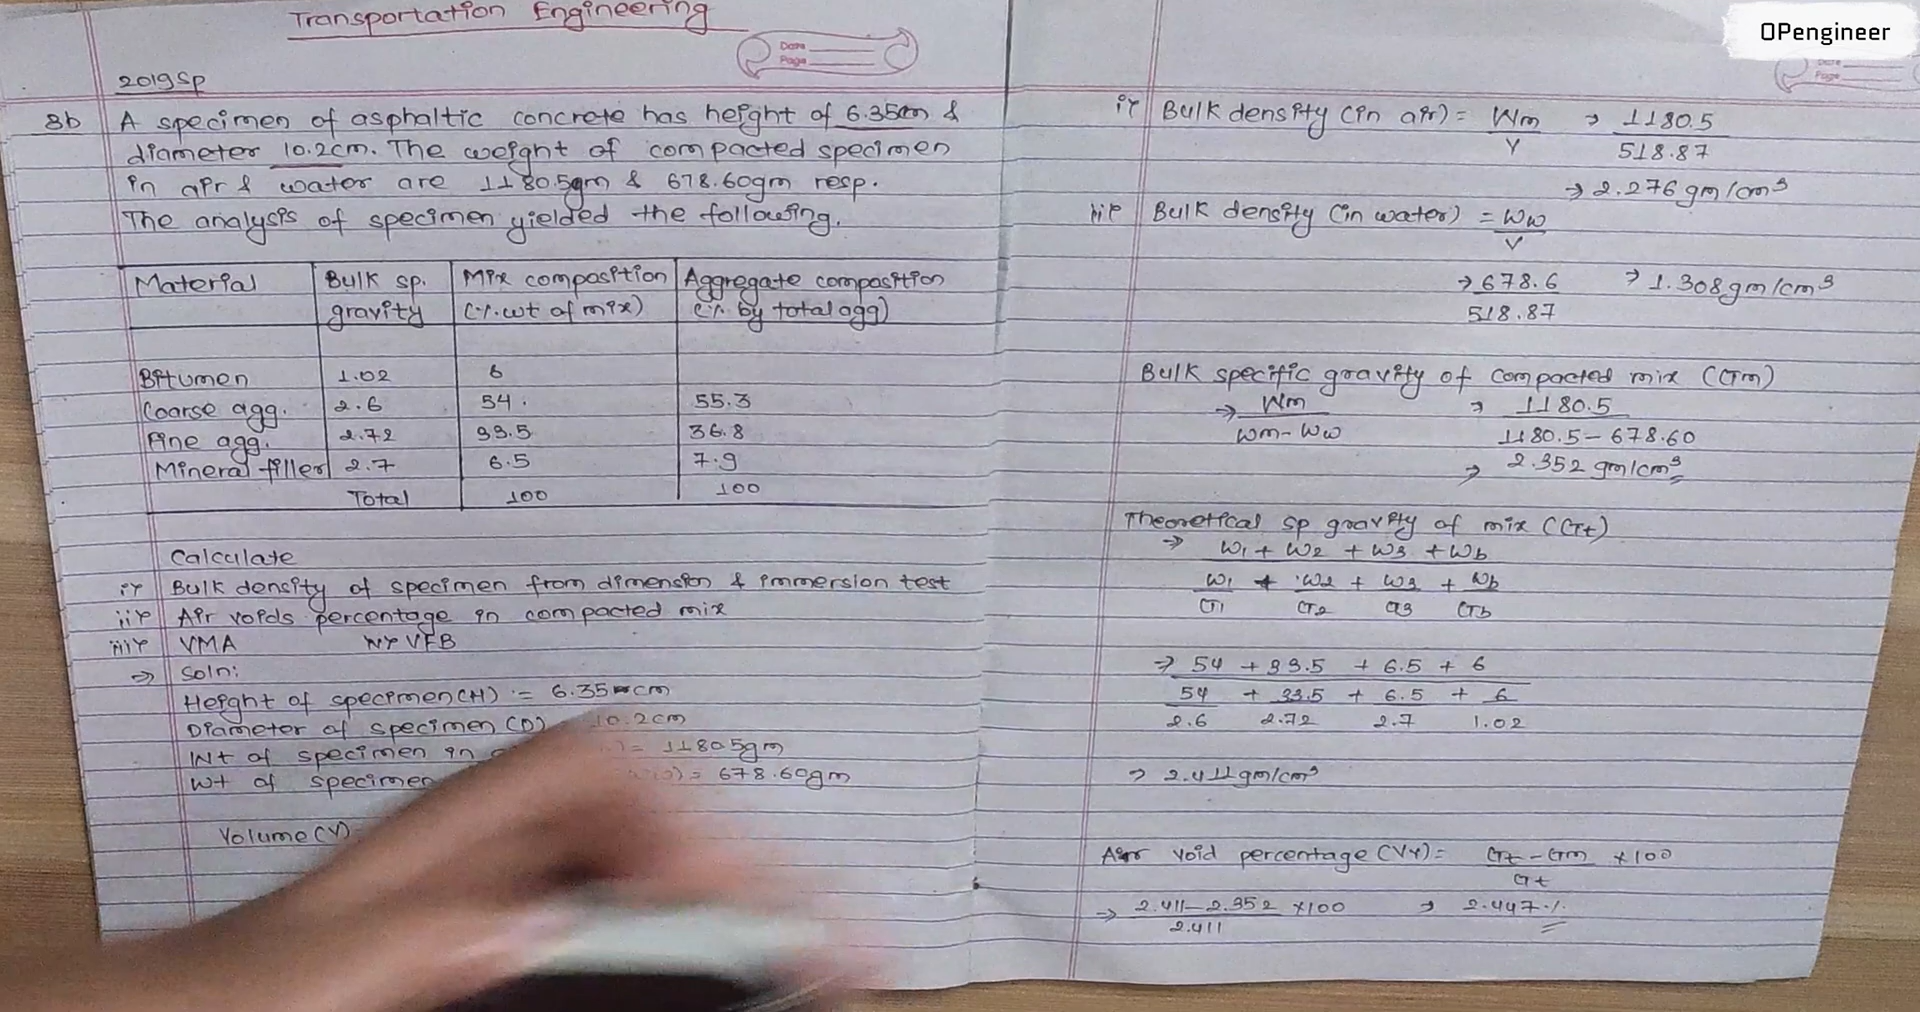 OPengineer
Transportation Engineering
Date
Page
2019 Sp
8b A specimen of asphaltic concrete has height of 6.35cm &
diameter 10.2cm. The weight of compacted specimen
in air & water are 1180.5gm & 678.60gm resp.
The analysis of specimen yielded the following.
Material Bulk sp. gravity Mix composition (% wt of mix) Aggregate composition (% by total agg)
Bitumen 1.02 6
Coarse agg. 2.6 54 55.3
Fine agg. 2.72 33.5 36.8
Mineral filler 2.7 6.5 7.9
Total 100 100
Calculate
i) Bulk density of specimen from dimension & immersion test
ii) Air voids percentage in compacted mix
iii) VMA iv) VFB
⇒ Soln:
Height of specimen (H) = 6.35 cm
Diameter of specimen (D) 10.2cm
Wt of specimen in = 1180.5gm
Wt of specimen = 678.60gm
Volume (V)
Date
Page
i) Bulk density (in air) = Wm/V ⇒ 1180.5/518.87
⇒ 2.276 gm/cm³
ii) Bulk density (in water) = Ww/V
⇒ 678.6/518.87 ⇒ 1.308gm/cm³
Bulk specific gravity of compacted mix (Gm)
⇒ Wm/Wm-Ww ⇒ 1180.5/1180.5-678.60
⇒ 2.352 gm/cm³
Theoretical sp gravity of mix (Gt)
⇒ W1 + W2 + W3 + Wb
W1/G1 + W2/G2 + W3/G3 + Wb/Gb
⇒ 54 + 33.5 + 6.5 + 6
54/2.6 + 33.5/2.72 + 6.5/2.7 + 6/1.02
⇒ 2.411gm/cm³
Air void percentage (Vv) = Gt-Gm/Gt × 100
⇒ 2.411-2.352/2.411 ×100 ⇒ 2.447%